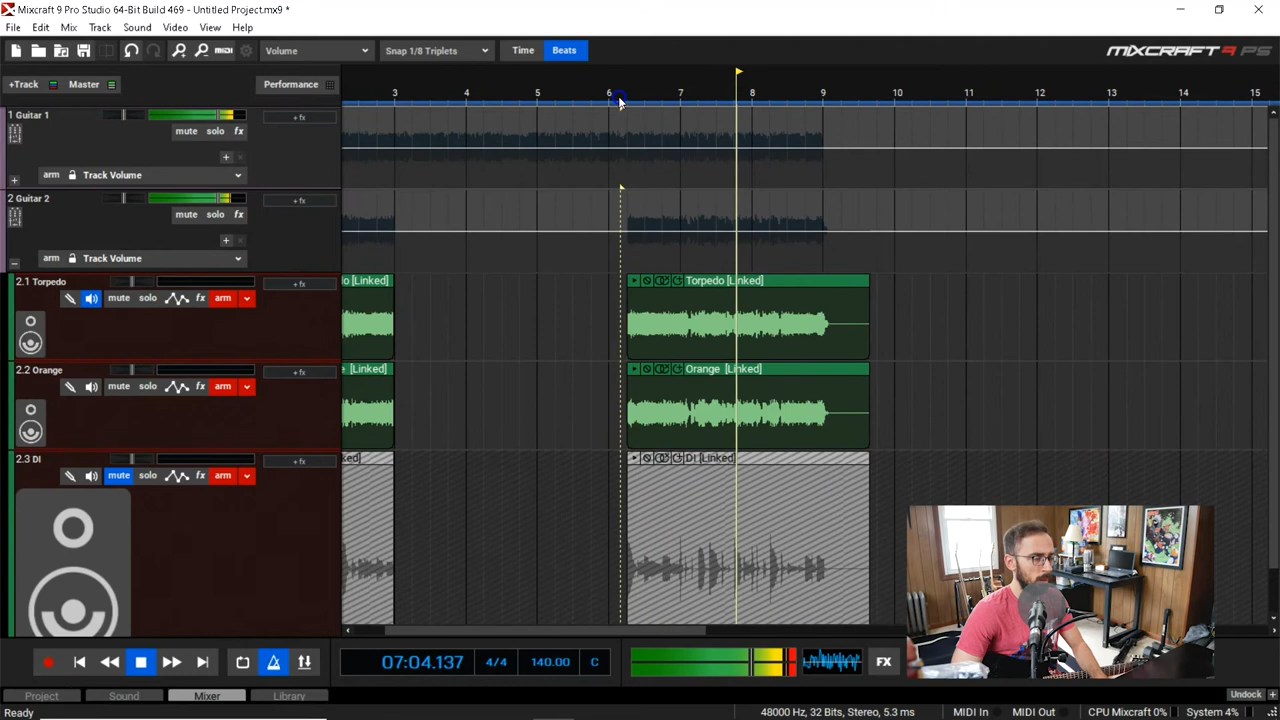 Mixcraft 9 Pro Studio 64-Bit Build 469 - Untitled Project.mx9 *
File Edit Mix Track Sound Video View Help
MIDI Volume Snap 1/8 Triplets Time Beats MIXCRAFT 9 PS
+Track Master Performance 3 4 5 6 7 8 9 10 11 12 13 14 15
1 Guitar 1 + fx
mute solo fx
arm Track Volume
2 Guitar 2 + fx
mute solo fx
arm Track Volume
2.1 Torpedo + fx [Linked] Torpedo [Linked]
mute solo fx arm
2.2 Orange + fx [Linked] Orange [Linked]
mute solo fx arm
2.3 DI + fx DI [Linked]
mute solo fx arm
07:04.137 4/4 140.00 C FX
Project Sound Mixer Library Undock
Ready 48000 Hz, 32 Bits, Stereo, 5.3 ms MIDI In MIDI Out CPU Mixcraft 0% System 4%